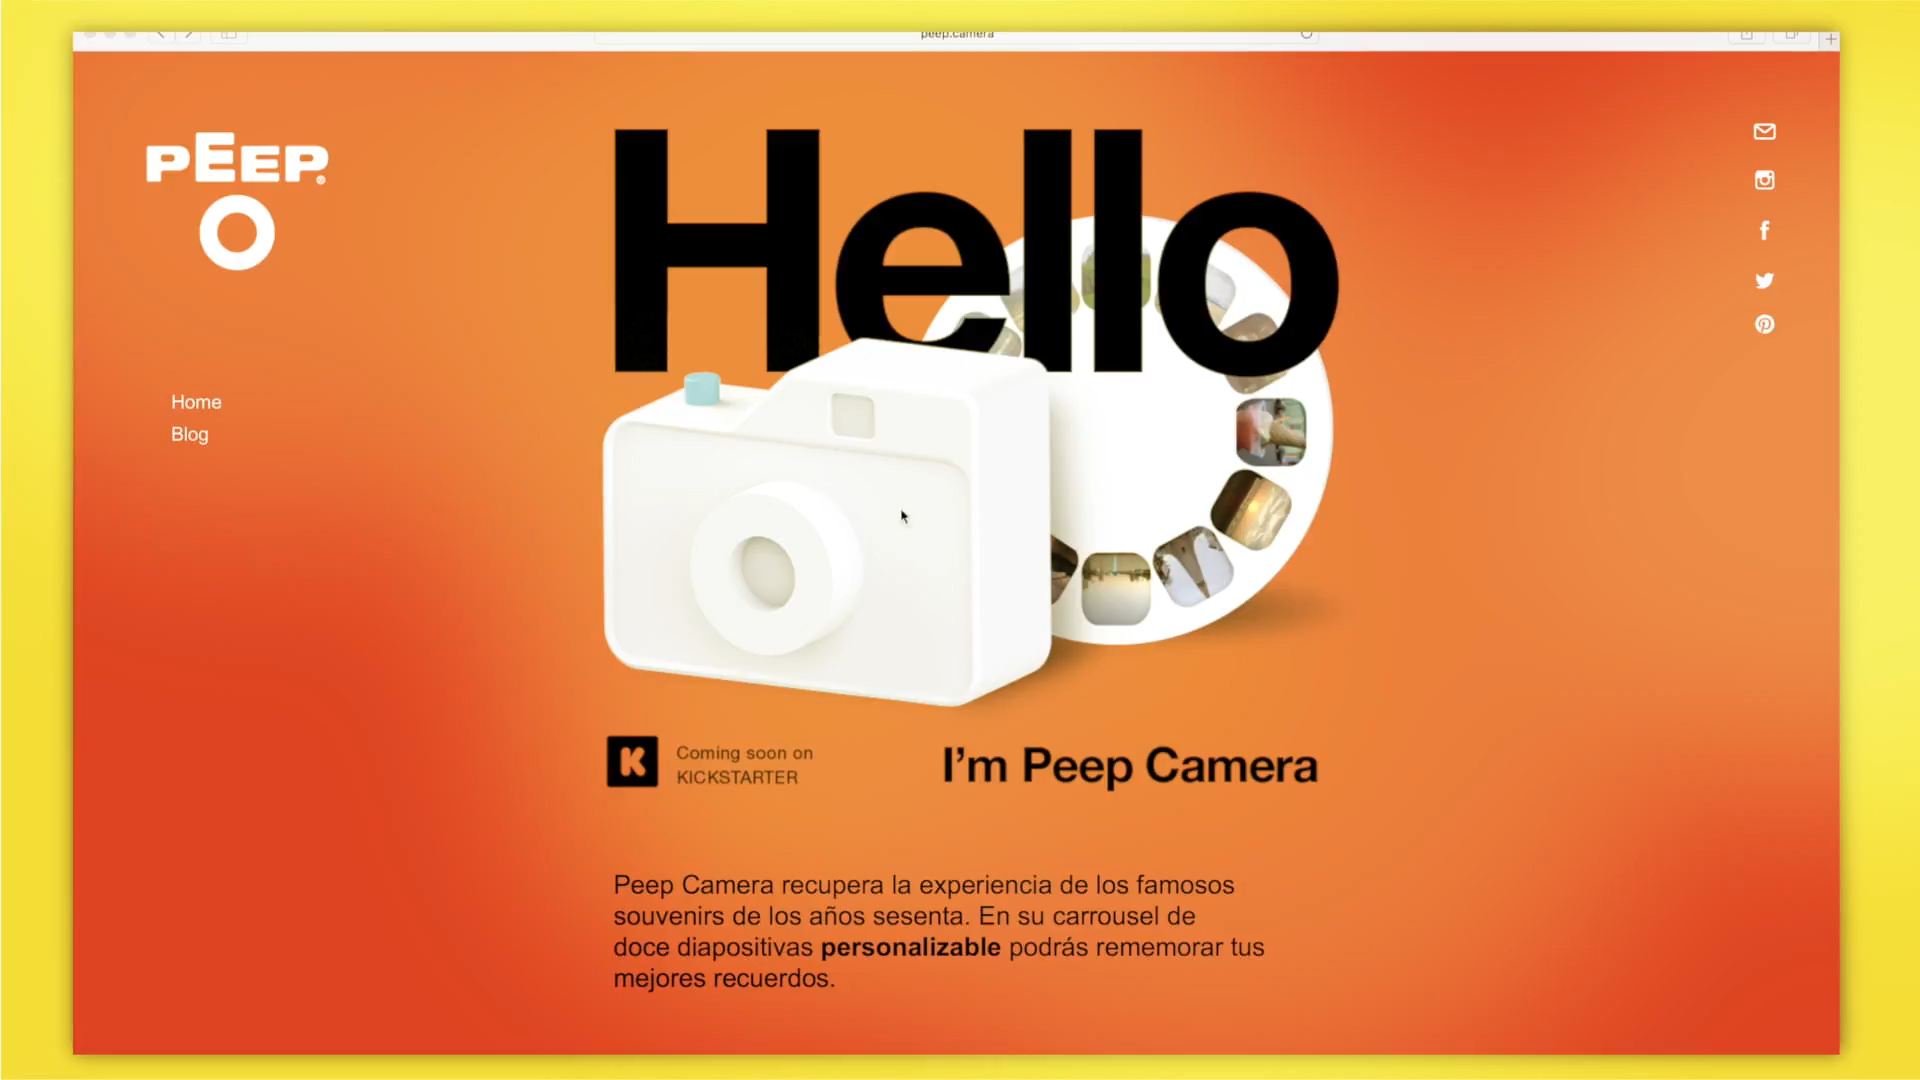 peep.camera
PEEP
Hello
Home
Blog
Coming soon on
KICKSTARTER
I'm Peep Camera
Peep Camera recupera la experiencia de los famosos
souvenirs de los años sesenta. En su carrousel de
doce diapositivas personalizable podrás rememorar tus
mejores recuerdos.